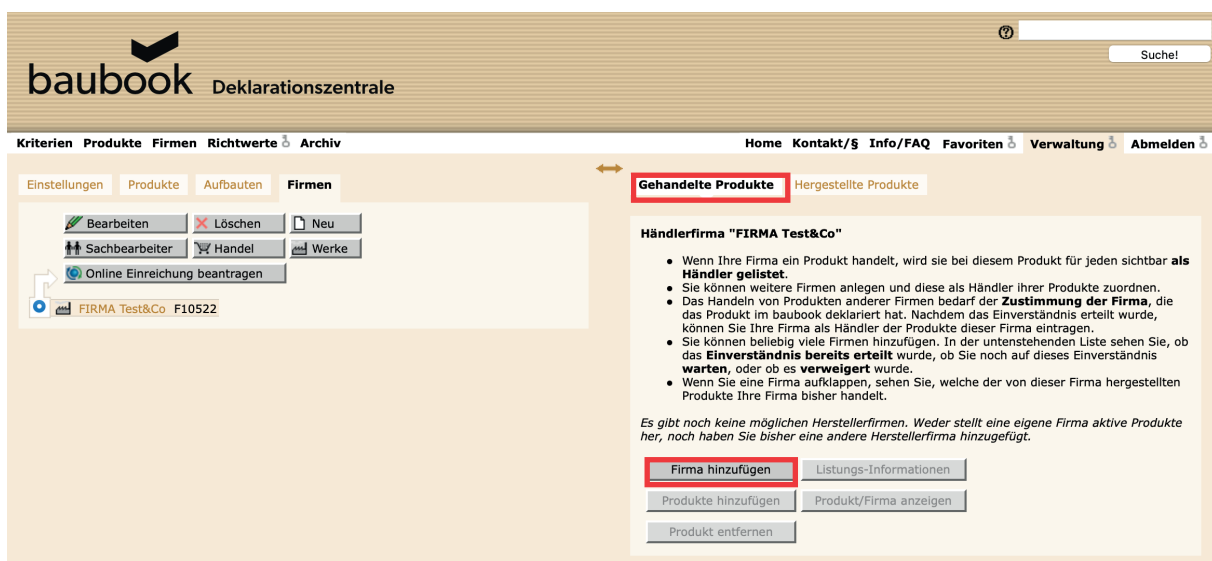 baubook Deklarationszentrale
Suche!
Kriterien Produkte Firmen Richtwerte Archiv
Home Kontakt/§ Info/FAQ Favoriten Verwaltung Abmelden
Einstellungen Produkte Aufbauten Firmen
Bearbeiten Löschen Neu
Sachbearbeiter Handel Werke
Online Einreichung beantragen
FIRMA Test&Co F10522
Gehandelte Produkte Hergestellte Produkte
Händlerfirma "FIRMA Test&Co"
• Wenn Ihre Firma ein Produkt handelt, wird sie bei diesem Produkt für jeden sichtbar als
Händler gelistet.
• Sie können weitere Firmen anlegen und diese als Händler ihrer Produkte zuordnen.
• Das Handeln von Produkten anderer Firmen bedarf der Zustimmung der Firma, die
das Produkt im baubook deklariert hat. Nachdem das Einverständnis erteilt wurde,
können Sie Ihre Firma als Händler der Produkte dieser Firma eintragen.
• Sie können beliebig viele Firmen hinzufügen. In der untenstehenden Liste sehen Sie, ob
das Einverständnis bereits erteilt wurde, ob Sie noch auf dieses Einverständnis
warten, oder ob es verweigert wurde.
• Wenn Sie eine Firma aufklappen, sehen Sie, welche der von dieser Firma hergestellten
Produkte Ihre Firma bisher handelt.
Es gibt noch keine möglichen Herstellerfirmen. Weder stellt eine eigene Firma aktive Produkte
her, noch haben Sie bisher eine andere Herstellerfirma hinzugefügt.
Firma hinzufügen Listungs-Informationen
Produkte hinzufügen Produkt/Firma anzeigen
Produkt entfernen